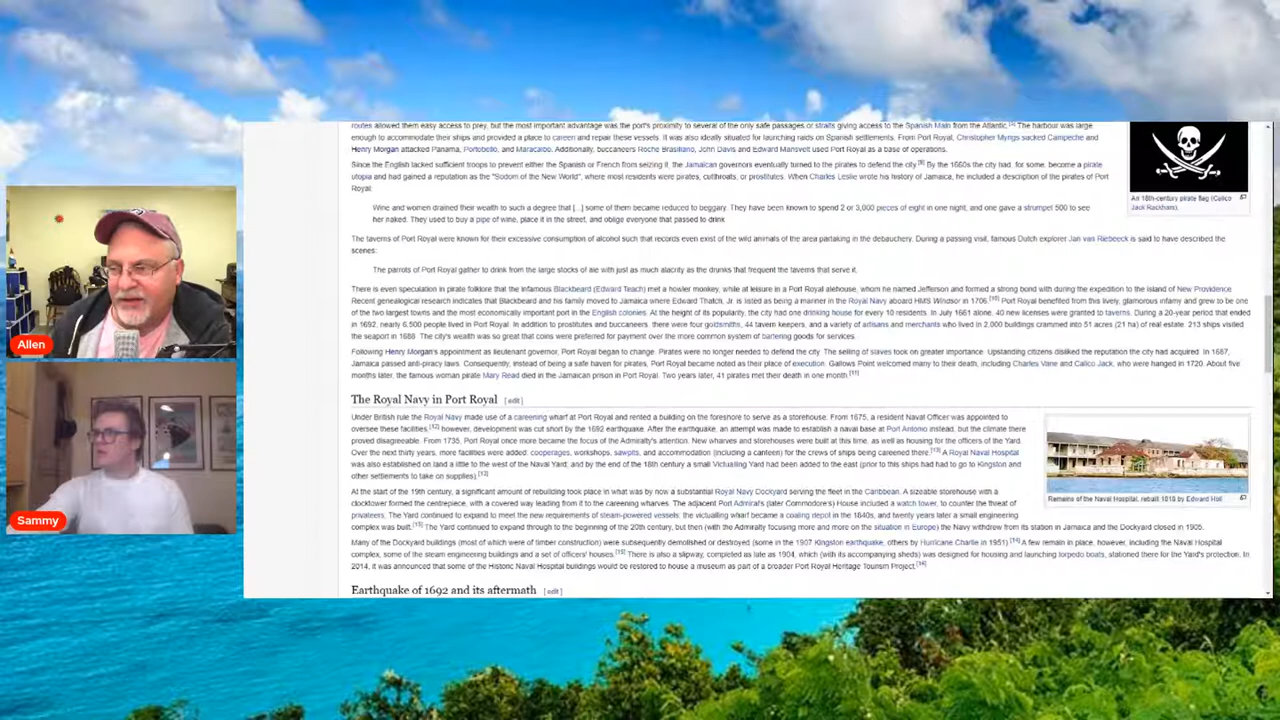 routes allowed them easy access to prey, but the most important advantage was the port's proximity to several of the only safe passages or straits giving access to the Spanish Main from the Atlantic. The harbour was large
enough to accommodate their ships and provided a place to careen and repair these vessels. It was also ideally situated for launching raids on Spanish settlements. From Port Royal, Christopher Myngs sacked Campeche and
Henry Morgan attacked Panama, Portobello, and Maracaibo. Additionally, buccaneers Roche Brasiliano, John Davis and Edward Mansvelt used Port Royal as a base of operations.
Since the English lacked sufficient troops to prevent either the Spanish or French from seizing it, the Jamaican governors eventually turned to the pirates to defend the city. By the 1660s the city had, for some, become a pirate
utopia and had gained a reputation as the "Sodom of the New World", where most residents were pirates, cutthroats, or prostitutes. When Charles Leslie wrote his history of Jamaica, he included a description of the pirates of Port
Royal:
An 18th-century pirate flag (Calico
Jack Rackham).
Wine and women drained their wealth to such a degree that [...] some of them became reduced to beggary. They have been known to spend 2 or 3,000 pieces of eight in one night; and one gave a strumpet 500 to see
her naked. They used to buy a pipe of wine, place it in the street, and oblige everyone that passed to drink
The taverns of Port Royal were known for their excessive consumption of alcohol such that records even exist of the wild animals of the area partaking in the debauchery. During a passing visit, famous Dutch explorer Jan van Riebeeck is said to have described the
scenes:
The parrots of Port Royal gather to drink from the large stocks of ale with just as much alacrity as the drunks that frequent the taverns that serve it.
There is even speculation in pirate folklore that the infamous Blackbeard (Edward Teach) met a howler monkey, while at leisure in a Port Royal alehouse, whom he named Jefferson and formed a strong bond with during the expedition to the island of New Providence
Recent genealogical research indicates that Blackbeard and his family moved to Jamaica where Edward Thatch, Jr. is listed as being a mariner in the Royal Navy aboard HMS Windsor in 1706.[10] Port Royal benefited from this lively, glamorous infamy and grew to be one
of the two largest towns and the most economically important port in the English colonies. At the height of its popularity, the city had one drinking house for every 10 residents. In July 1661 alone, 40 new licenses were granted to taverns. During a 20-year period that ended
in 1692, nearly 6,500 people lived in Port Royal. In addition to prostitutes and buccaneers, there were four goldsmiths, 44 tavern keepers, and a variety of artisans and merchants who lived in 2,000 buildings crammed into 51 acres (21 ha) of real estate. 213 ships visited
the seaport in 1688. The city's wealth was so great that coins were preferred for payment over the more common system of bartering goods for services.
Following Henry Morgan's appointment as lieutenant governor, Port Royal began to change. Pirates were no longer needed to defend the city. The selling of slaves took on greater importance. Upstanding citizens disliked the reputation the city had acquired. In 1687,
Jamaica passed anti-piracy laws. Consequently, instead of being a safe haven for pirates, Port Royal became noted as their place of execution. Gallows Point welcomed many to their death, including Charles Vane and Calico Jack, who were hanged in 1720. About five
months later, the famous woman pirate Mary Read died in the Jamaican prison in Port Royal. Two years later, 41 pirates met their death in one month.[11]
Allen
The Royal Navy in Port Royal [edit]
Under British rule the Royal Navy made use of a careening wharf at Port Royal and rented a building on the foreshore to serve as a storehouse. From 1675, a resident Naval Officer was appointed to
oversee these facilities,[12] however, development was cut short by the 1692 earthquake. After the earthquake, an attempt was made to establish a naval base at Port Antonio instead, but the climate there
proved disagreeable. From 1735, Port Royal once more became the focus of the Admiralty's attention. New wharves and storehouses were built at this time, as well as housing for the officers of the Yard.
Over the next thirty years, more facilities were added: cooperages, workshops, sawpits, and accommodation (including a canteen) for the crews of ships being careened there.[13] A Royal Naval Hospital
was also established on land a little to the west of the Naval Yard; and by the end of the 18th century a small Victualling Yard had been added to the east (prior to this ships had had to go to Kingston and
other settlements to take on supplies).[12]
Remains of the Naval Hospital, rebuilt 1818 by Edward Holl
At the start of the 19th century, a significant amount of rebuilding took place in what was by now a substantial Royal Navy Dockyard serving the fleet in the Caribbean. A sizeable storehouse with a
clocktower formed the centrepiece, with a covered way leading from it to the careening wharves. The adjacent Port Admiral's (later Commodore's) House included a watch tower, to counter the threat of
privateers. The Yard continued to expand to meet the new requirements of steam-powered vessels: the victualling wharf became a coaling depot in the 1840s, and twenty years later a small engineering
complex was built.[13] The Yard continued to expand through to the beginning of the 20th century, but then (with the Admiralty focusing more and more on the situation in Europe) the Navy withdrew from its station in Jamaica and the Dockyard closed in 1905.
Sammy
Many of the Dockyard buildings (most of which were of timber construction) were subsequently demolished or destroyed (some in the 1907 Kingston earthquake, others by Hurricane Charlie in 1951).[14] A few remain in place, however, including the Naval Hospital
complex, some of the steam engineering buildings and a set of officers' houses.[15] There is also a slipway, completed as late as 1904, which (with its accompanying sheds) was designed for housing and launching torpedo boats, stationed there for the Yard's protection. In
2014, it was announced that some of the Historic Naval Hospital buildings would be restored to house a museum as part of a broader Port Royal Heritage Tourism Project.[16]
Earthquake of 1692 and its aftermath [edit]